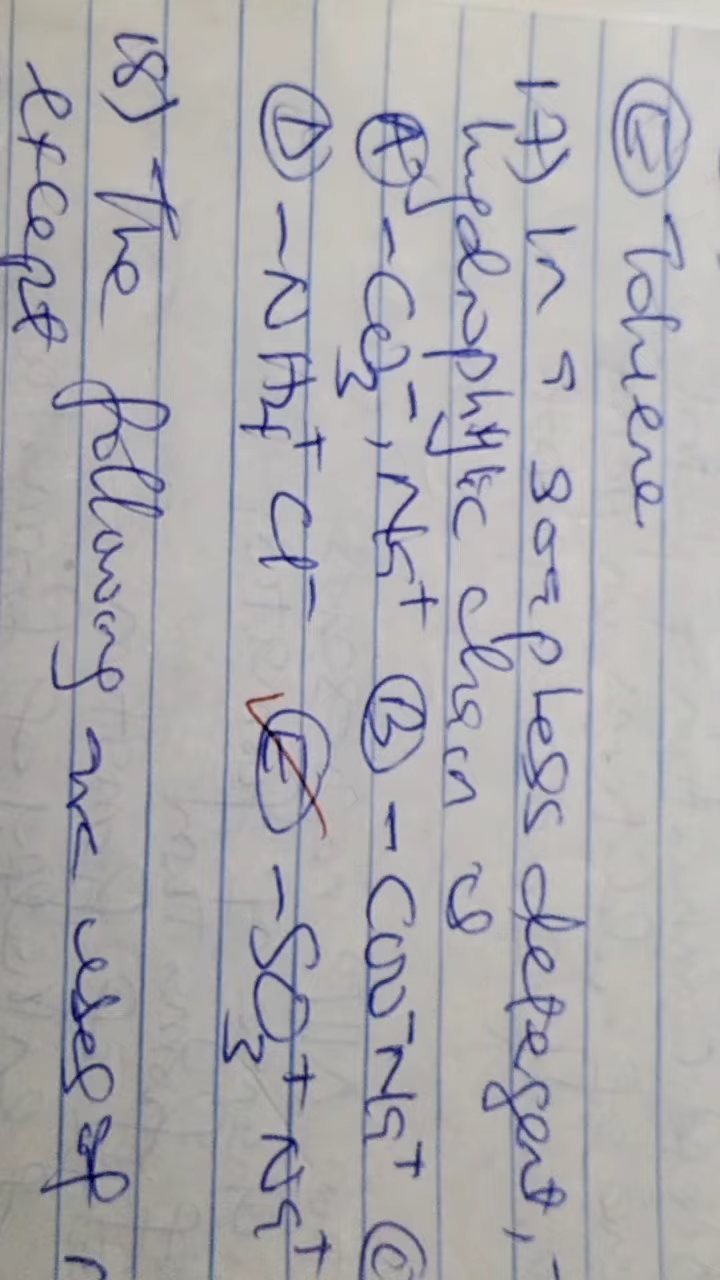 Ⓔ Toluene
17) In a soapless detergent,
hydrophylic chain is
Ⓐ -CO₃⁻, Na⁺ Ⓑ -COO⁻Na⁺ Ⓒ
Ⓓ -NH₄⁺Cl⁻ Ⓔ -SO₃⁺Na⁺
18) The following are uses of
except